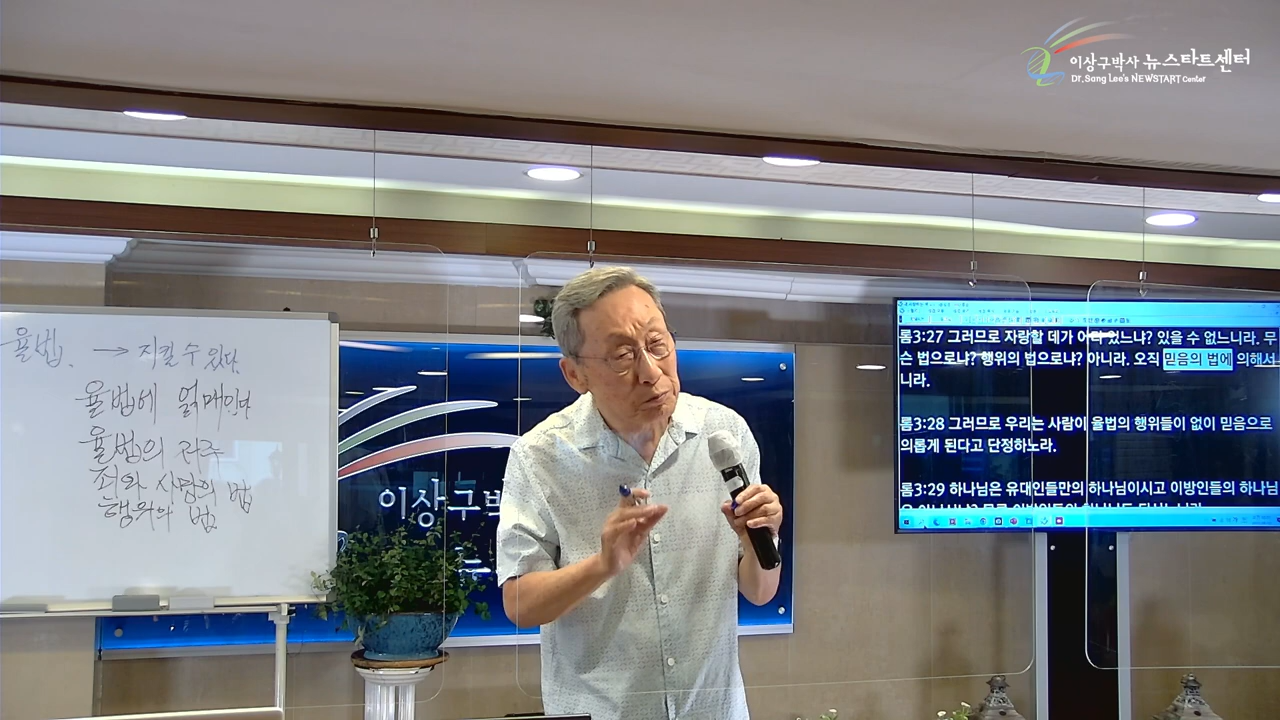 이상구박사 뉴스타트센터
Dr. Sang Lee's NEWSTART Center
율법. → 지킬 수 있다.
율법에 얽매인다
율법의 저주
죄와 사망의 법
행위의 법.
이상구박
뉴
롬3:27 그러므로 자랑할 데가 어디 있느냐? 있을 수 없느니라. 무
슨 법으로냐? 행위의 법으로냐? 아니라. 오직 믿음의 법에 의해서
니라.
롬3:28 그러므로 우리는 사람이 율법의 행위들이 없이 믿음으로
의롭게 된다고 단정하노라.
롬3:29 하나님은 유대인들만의 하나님이시고 이방인들의 하나님